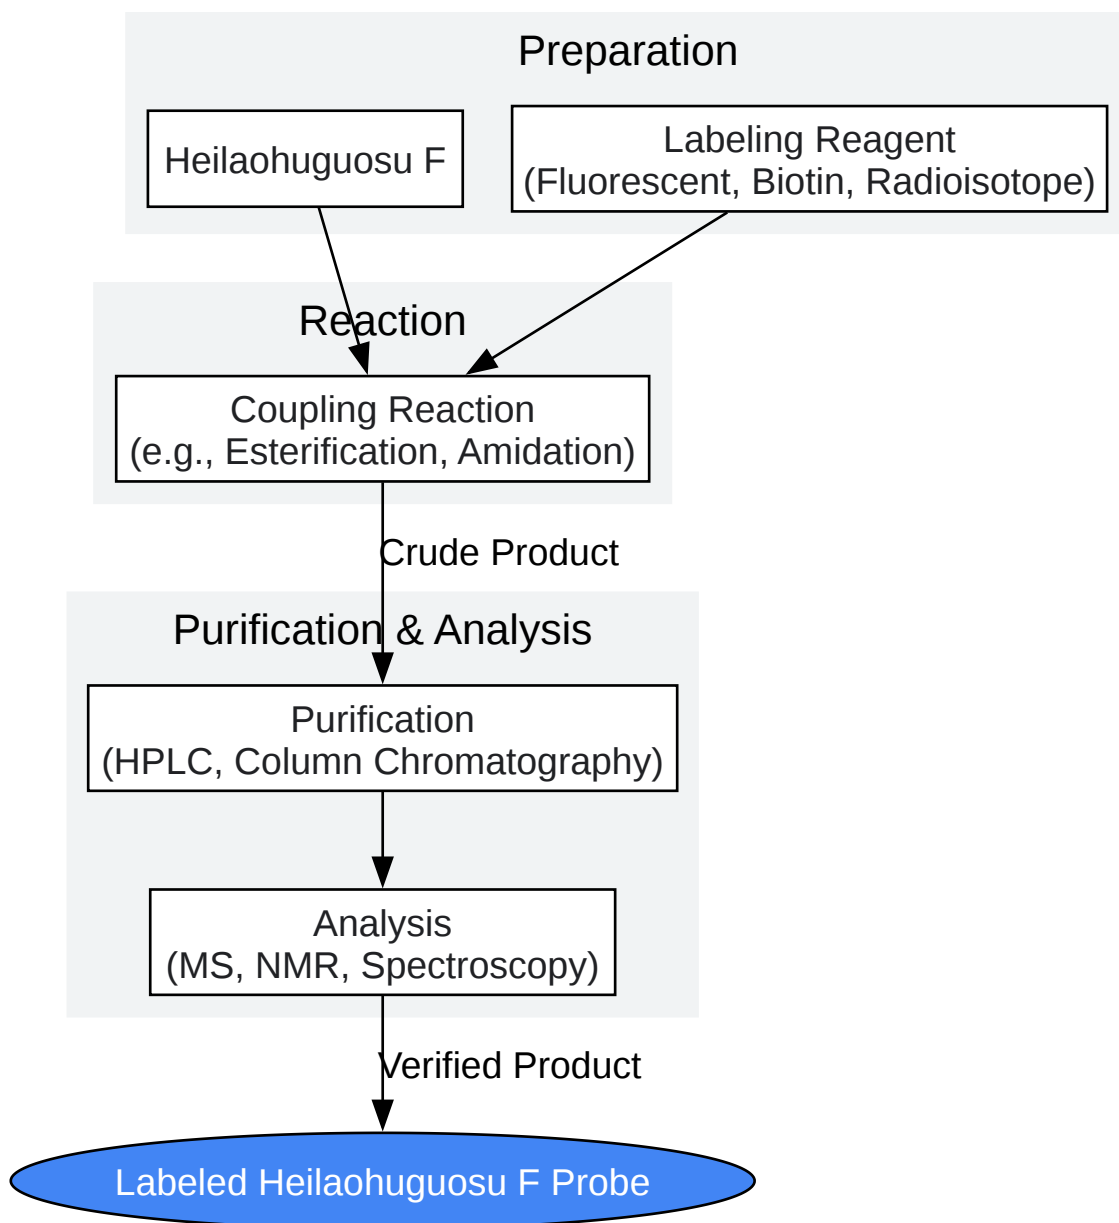 Preparation
Heilaohuguosu F
Labeling Reagent
(Fluorescent, Biotin, Radioisotope)
Reaction
Coupling Reaction
(e.g., Esterification, Amidation)
Crude Product
Purification & Analysis
Purification
(HPLC, Column Chromatography)
Analysis
(MS, NMR, Spectroscopy)
Verified Product
Labeled Heilaohuguosu F Probe